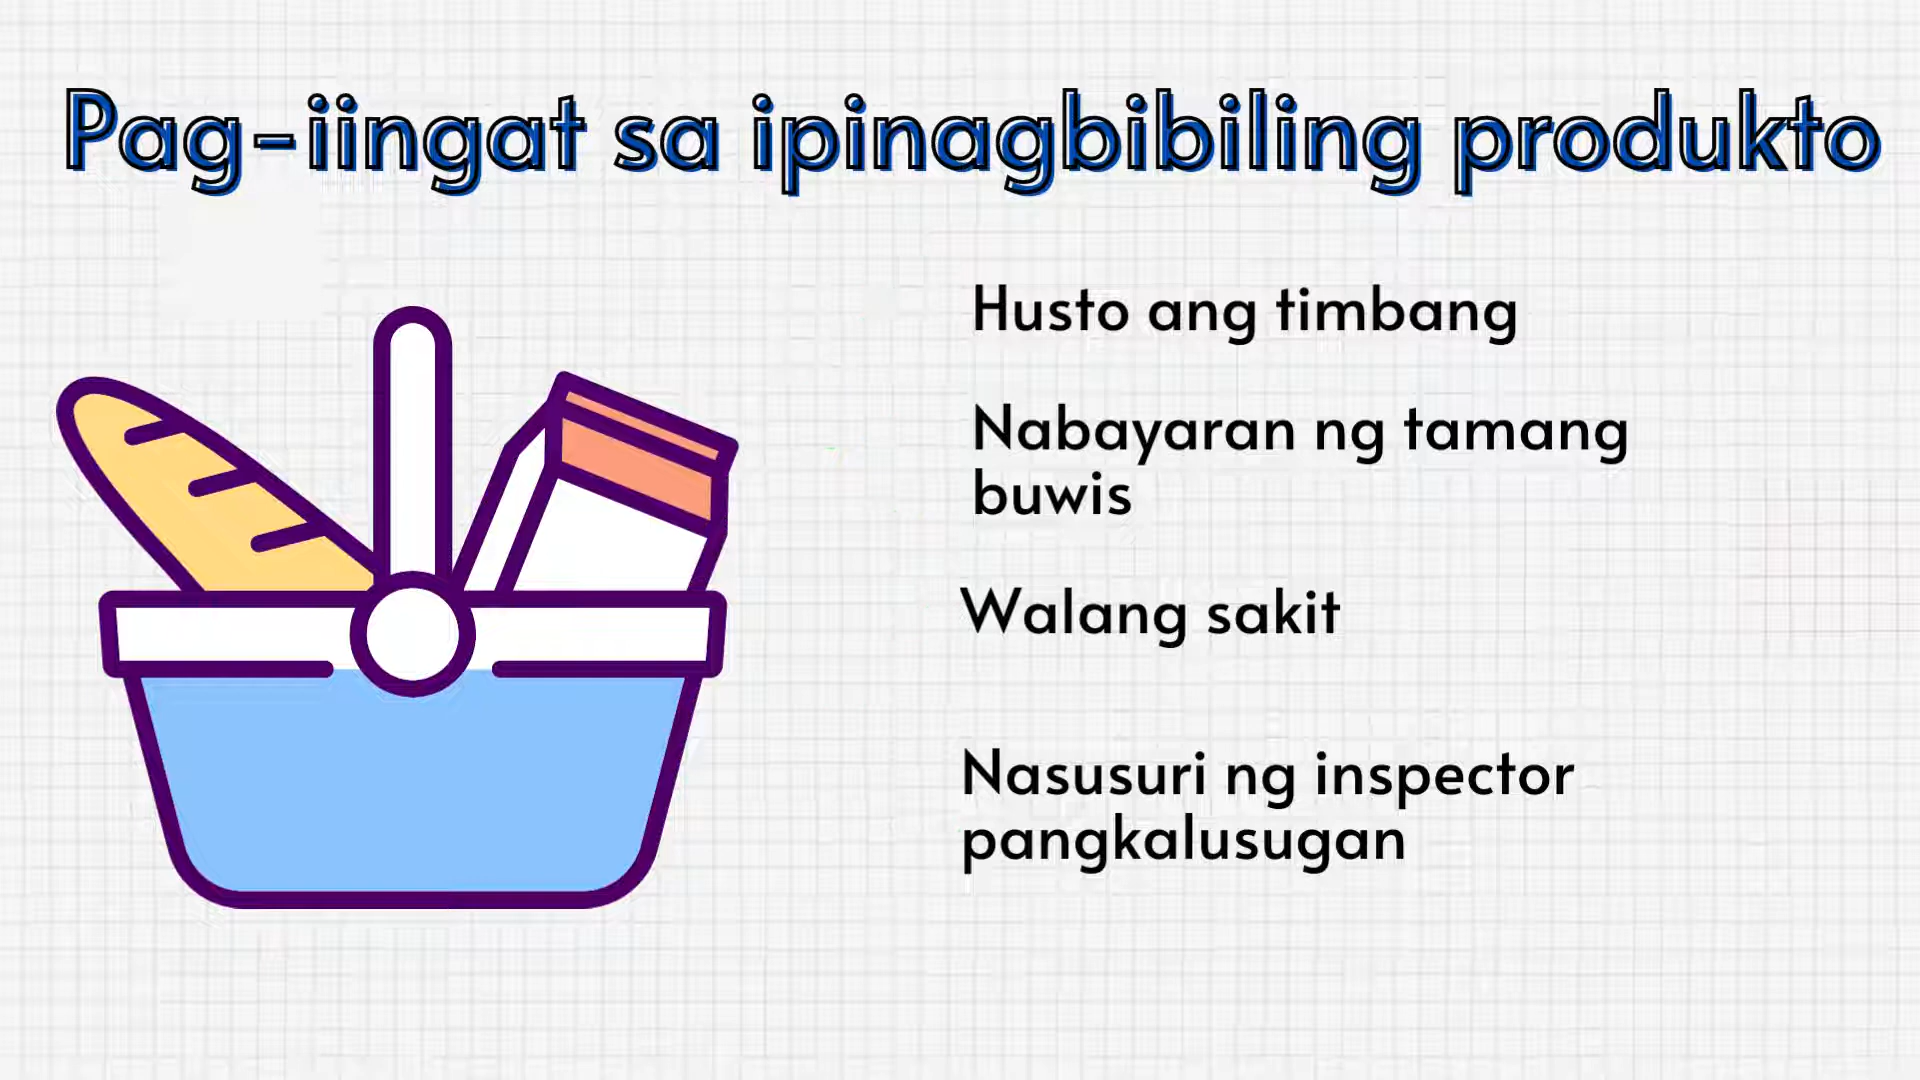 Pag-iingat sa ipinagbibiling produkto
Husto ang timbang
Nabayaran ng tamang
buwis
Walang sakit
Nasusuri ng inspector
pangkalusugan